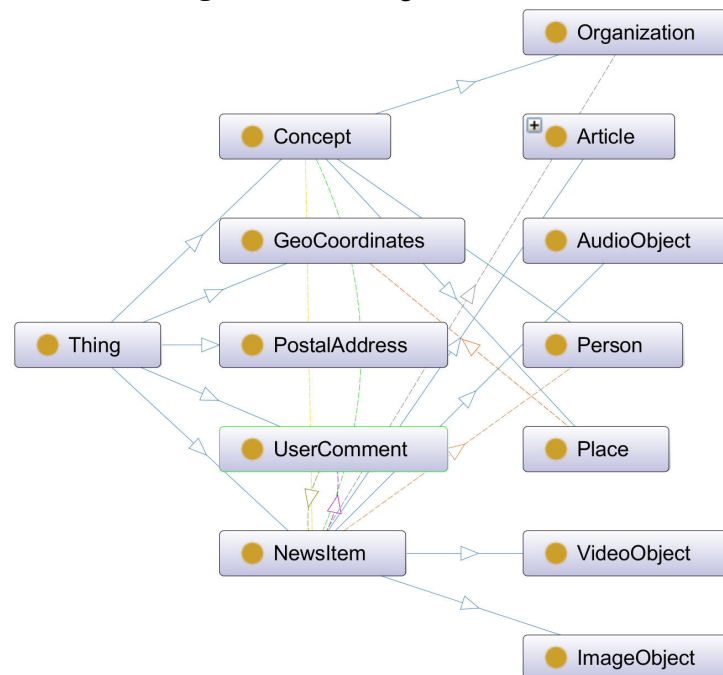 Organization
Concept
Article
GeoCoordinates
AudioObject
Thing
PostalAddress
Person
UserComment
Place
NewsItem
VideoObject
ImageObject